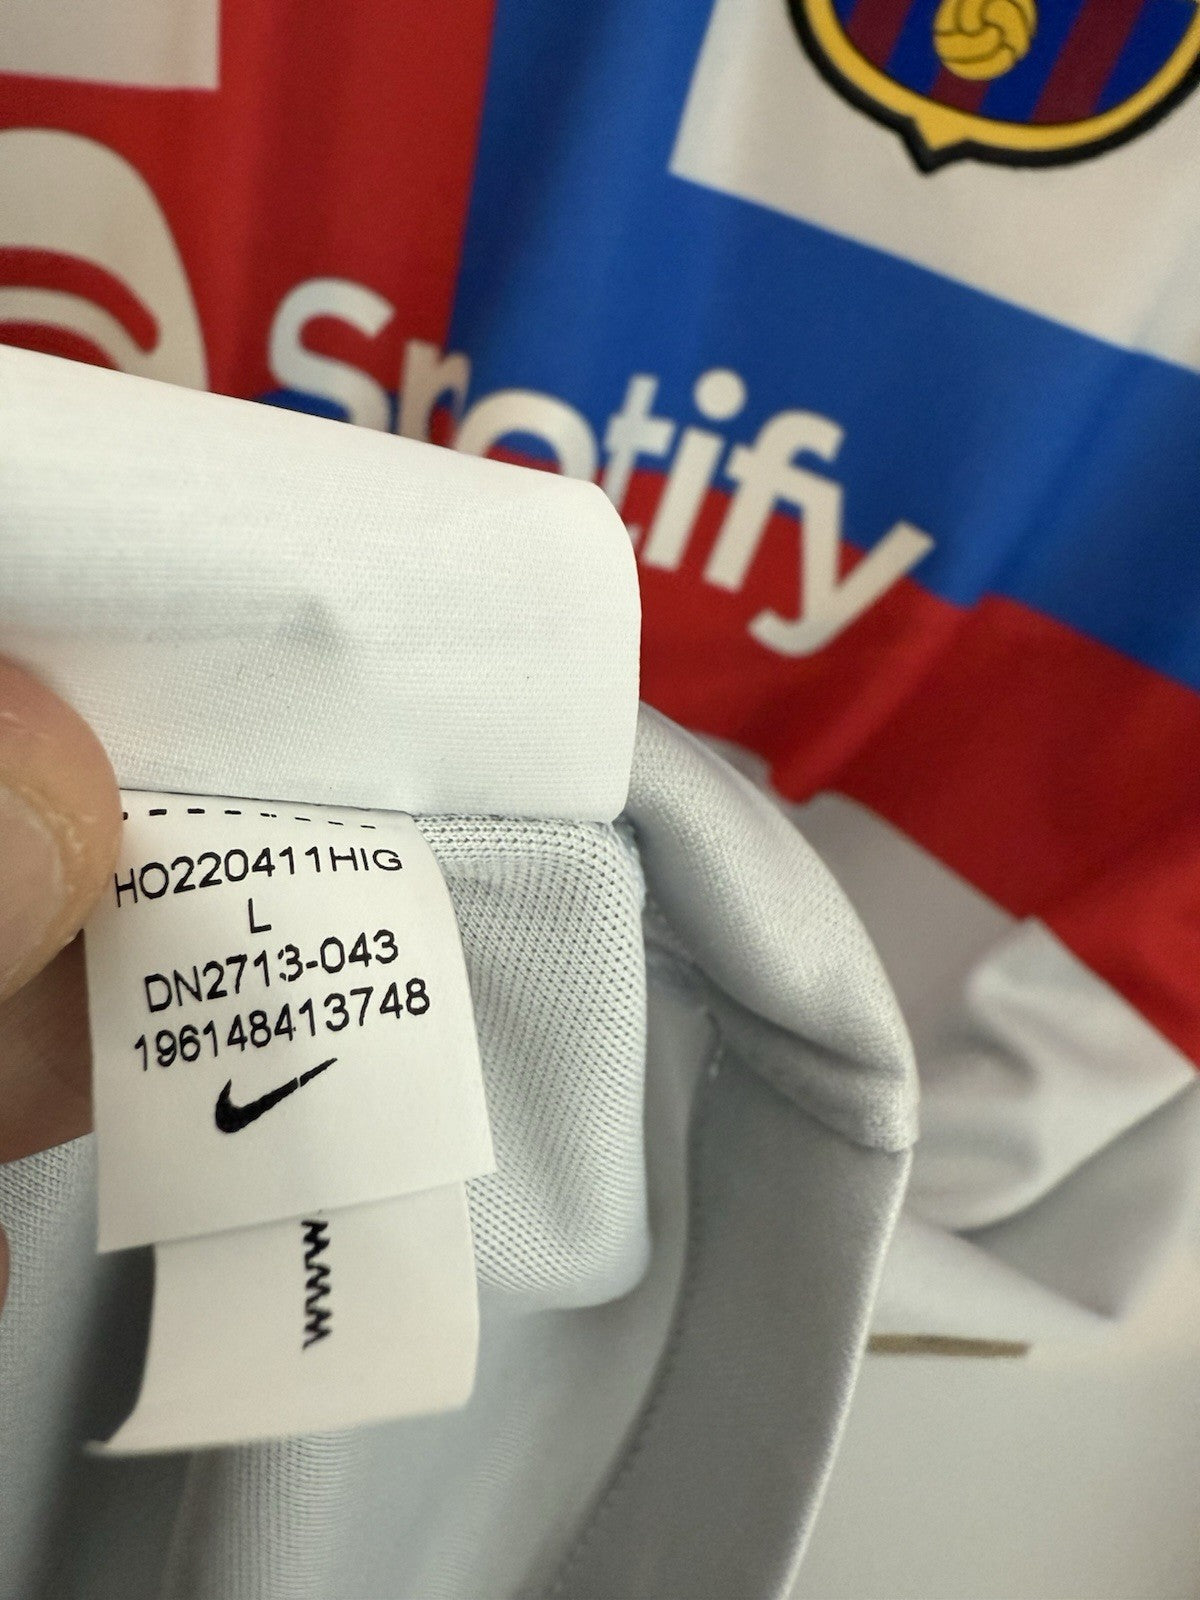 Spotify
HO220411HIG
L
DN2713-043
196148413748